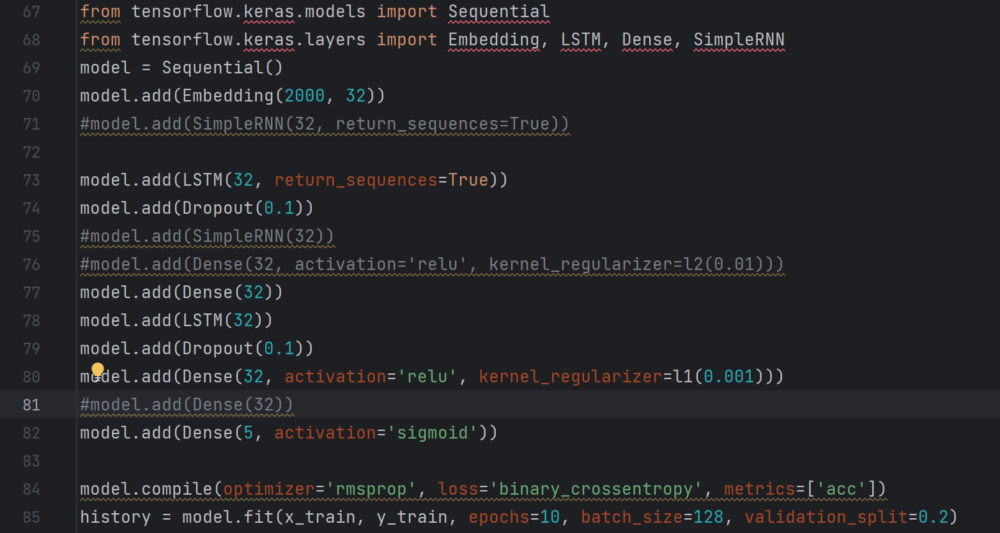 67 from tensorflow.keras.models import Sequential
68 from tensorflow.keras.layers import Embedding, LSTM, Dense, SimpleRNN
69 model = Sequential()
70 model.add(Embedding(2000, 32))
71 #model.add(SimpleRNN(32, return_sequences=True))
72
73 model.add(LSTM(32, return_sequences=True))
74 model.add(Dropout(0.1))
75 #model.add(SimpleRNN(32))
76 #model.add(Dense(32, activation='relu', kernel_regularizer=l2(0.01)))
77 model.add(Dense(32))
78 model.add(LSTM(32))
79 model.add(Dropout(0.1))
80 model.add(Dense(32, activation='relu', kernel_regularizer=l1(0.001)))
81 #model.add(Dense(32))
82 model.add(Dense(5, activation='sigmoid'))
83
84 model.compile(optimizer='rmsprop', loss='binary_crossentropy', metrics=['acc'])
85 history = model.fit(x_train, y_train, epochs=10, batch_size=128, validation_split=0.2)